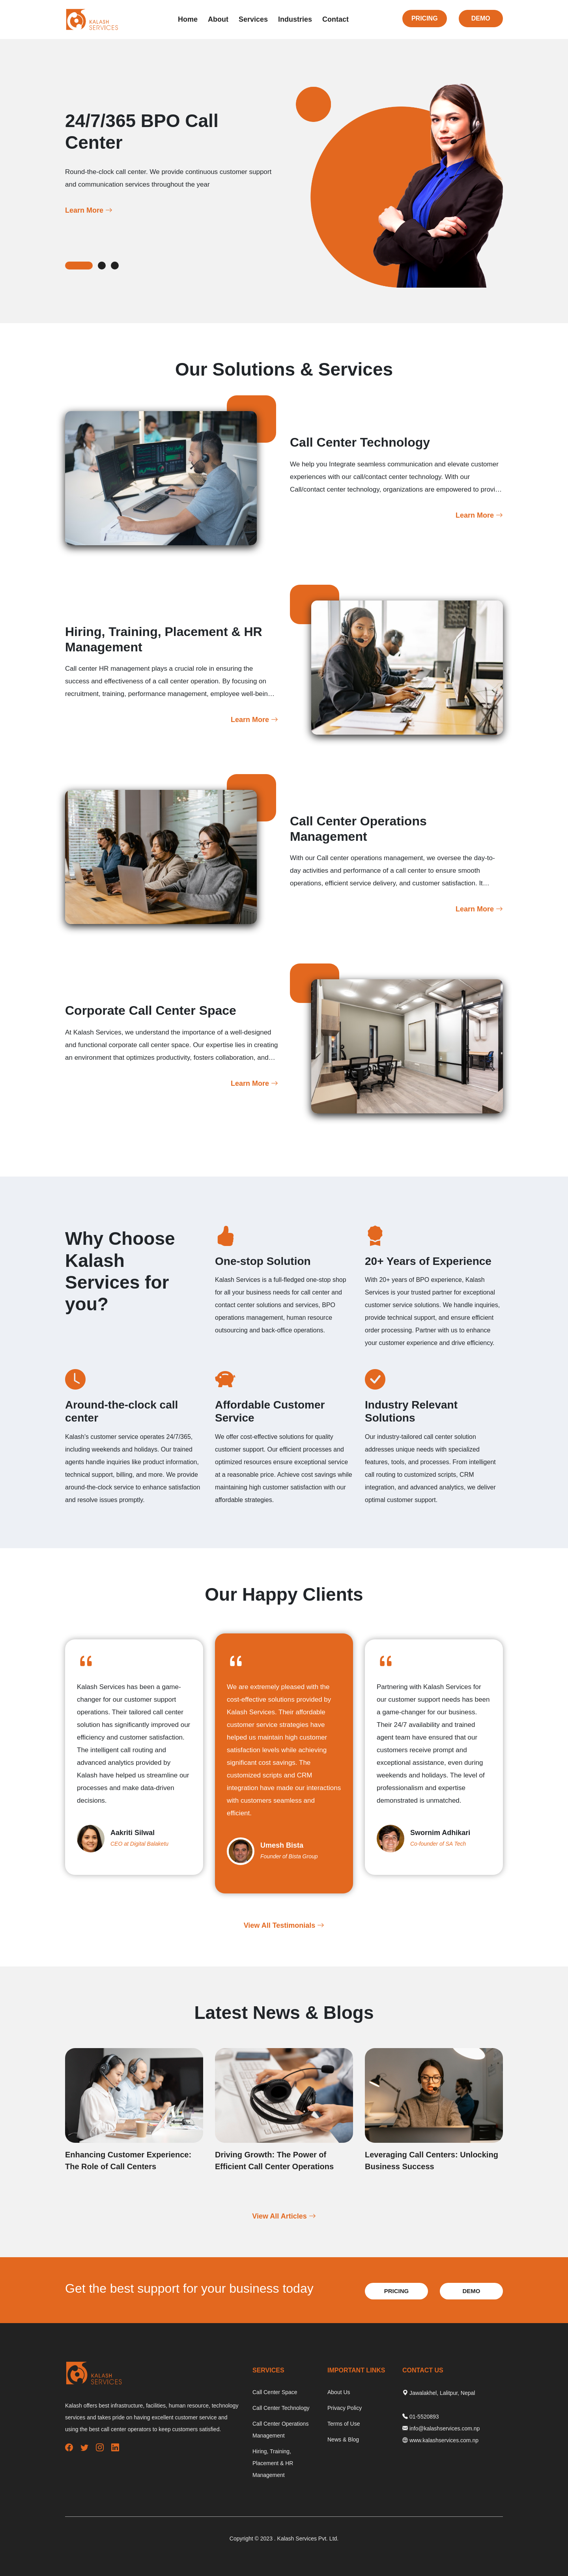 KALASH
SERVICES
Home About Services Industries Contact
PRICING
DEMO
24/7/365 BPO Call
Center
Round-the-clock call center. We provide continuous customer support
and communication services throughout the year
Learn More →
Our Solutions & Services
Call Center Technology
We help you Integrate seamless communication and elevate customer
experiences with our call/contact center technology. With our
Call/contact center technology, organizations are empowered to provi…
Learn More →
Hiring, Training, Placement & HR
Management
Call center HR management plays a crucial role in ensuring the
success and effectiveness of a call center operation. By focusing on
recruitment, training, performance management, employee well-bein…
Learn More →
Call Center Operations
Management
With our Call center operations management, we oversee the day-to-
day activities and performance of a call center to ensure smooth
operations, efficient service delivery, and customer satisfaction. It…
Learn More →
Corporate Call Center Space
At Kalash Services, we understand the importance of a well-designed
and functional corporate call center space. Our expertise lies in creating
an environment that optimizes productivity, fosters collaboration, and…
Learn More →
Why Choose
Kalash
Services for
you?
One-stop Solution
Kalash Services is a full-fledged one-stop shop
for all your business needs for call center and
contact center solutions and services, BPO
operations management, human resource
outsourcing and back-office operations.
20+ Years of Experience
With 20+ years of BPO experience, Kalash
Services is your trusted partner for exceptional
customer service solutions. We handle inquiries,
provide technical support, and ensure efficient
order processing. Partner with us to enhance
your customer experience and drive efficiency.
Around-the-clock call
center
Kalash's customer service operates 24/7/365,
including weekends and holidays. Our trained
agents handle inquiries like product information,
technical support, billing, and more. We provide
around-the-clock service to enhance satisfaction
and resolve issues promptly.
Affordable Customer
Service
We offer cost-effective solutions for quality
customer support. Our efficient processes and
optimized resources ensure exceptional service
at a reasonable price. Achieve cost savings while
maintaining high customer satisfaction with our
affordable strategies.
Industry Relevant
Solutions
Our industry-tailored call center solution
addresses unique needs with specialized
features, tools, and processes. From intelligent
call routing to customized scripts, CRM
integration, and advanced analytics, we deliver
optimal customer support.
Our Happy Clients
Kalash Services has been a game-
changer for our customer support
operations. Their tailored call center
solution has significantly improved our
efficiency and customer satisfaction.
The intelligent call routing and
advanced analytics provided by
Kalash have helped us streamline our
processes and make data-driven
decisions.
Aakriti Silwal
CEO at Digital Balaketu
We are extremely pleased with the
cost-effective solutions provided by
Kalash Services. Their affordable
customer service strategies have
helped us maintain high customer
satisfaction levels while achieving
significant cost savings. The
customized scripts and CRM
integration have made our interactions
with customers seamless and
efficient.
Umesh Bista
Founder of Bista Group
Partnering with Kalash Services for
our customer support needs has been
a game-changer for our business.
Their 24/7 availability and trained
agent team have ensured that our
customers receive prompt and
exceptional assistance, even during
weekends and holidays. The level of
professionalism and expertise
demonstrated is unmatched.
Swornim Adhikari
Co-founder of SA Tech
View All Testimonials →
Latest News & Blogs
Enhancing Customer Experience:
The Role of Call Centers
Driving Growth: The Power of
Efficient Call Center Operations
Leveraging Call Centers: Unlocking
Business Success
View All Articles →
Get the best support for your business today
PRICING
DEMO
KALASH
SERVICES
Kalash offers best infrastructure, facilities, human resource, technology
services and takes pride on having excellent customer service and
using the best call center operators to keep customers satisfied.
SERVICES
Call Center Space
Call Center Technology
Call Center Operations
Management
Hiring, Training,
Placement & HR
Management
IMPORTANT LINKS
About Us
Privacy Policy
Terms of Use
News & Blog
CONTACT US
Jawalakhel, Lalitpur, Nepal
01-5520893
info@kalashservices.com.np
www.kalashservices.com.np
Copyright © 2023 . Kalash Services Pvt. Ltd.